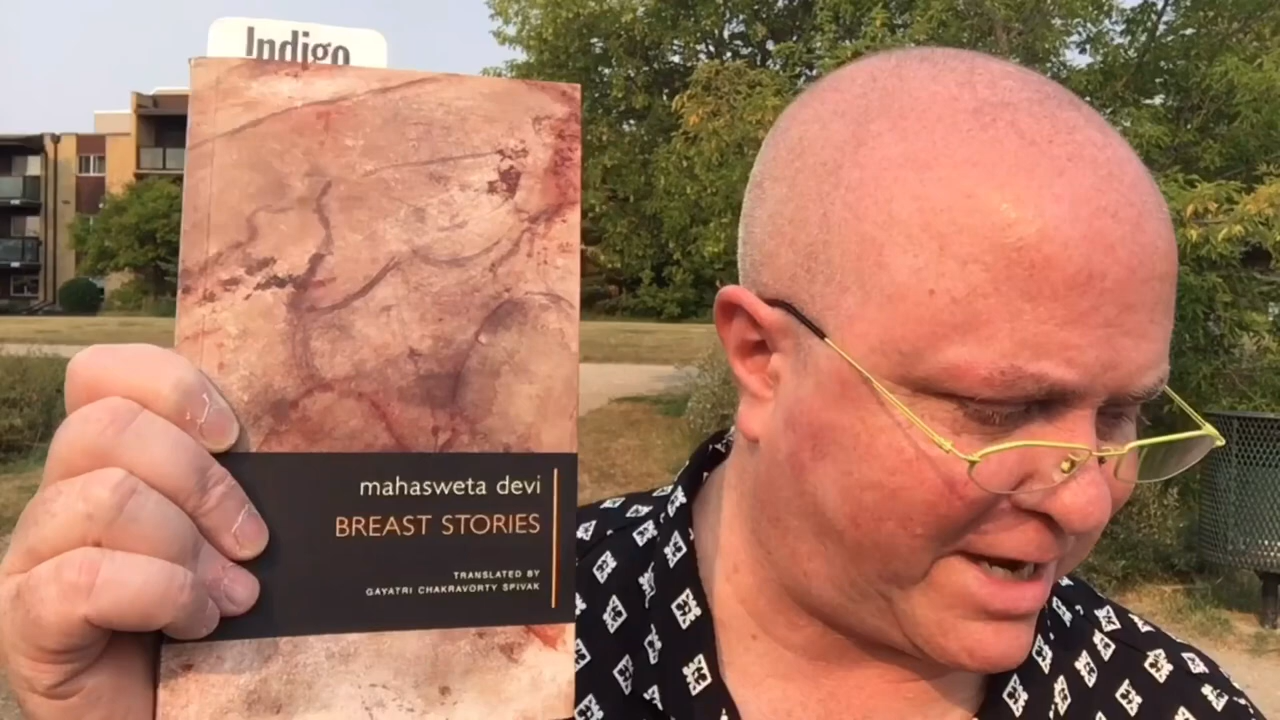 Indigo
mahasweta devi
BREAST STORIES
TRANSLATED BY
GAYATRI CHAKRAVORTY SPIVAK